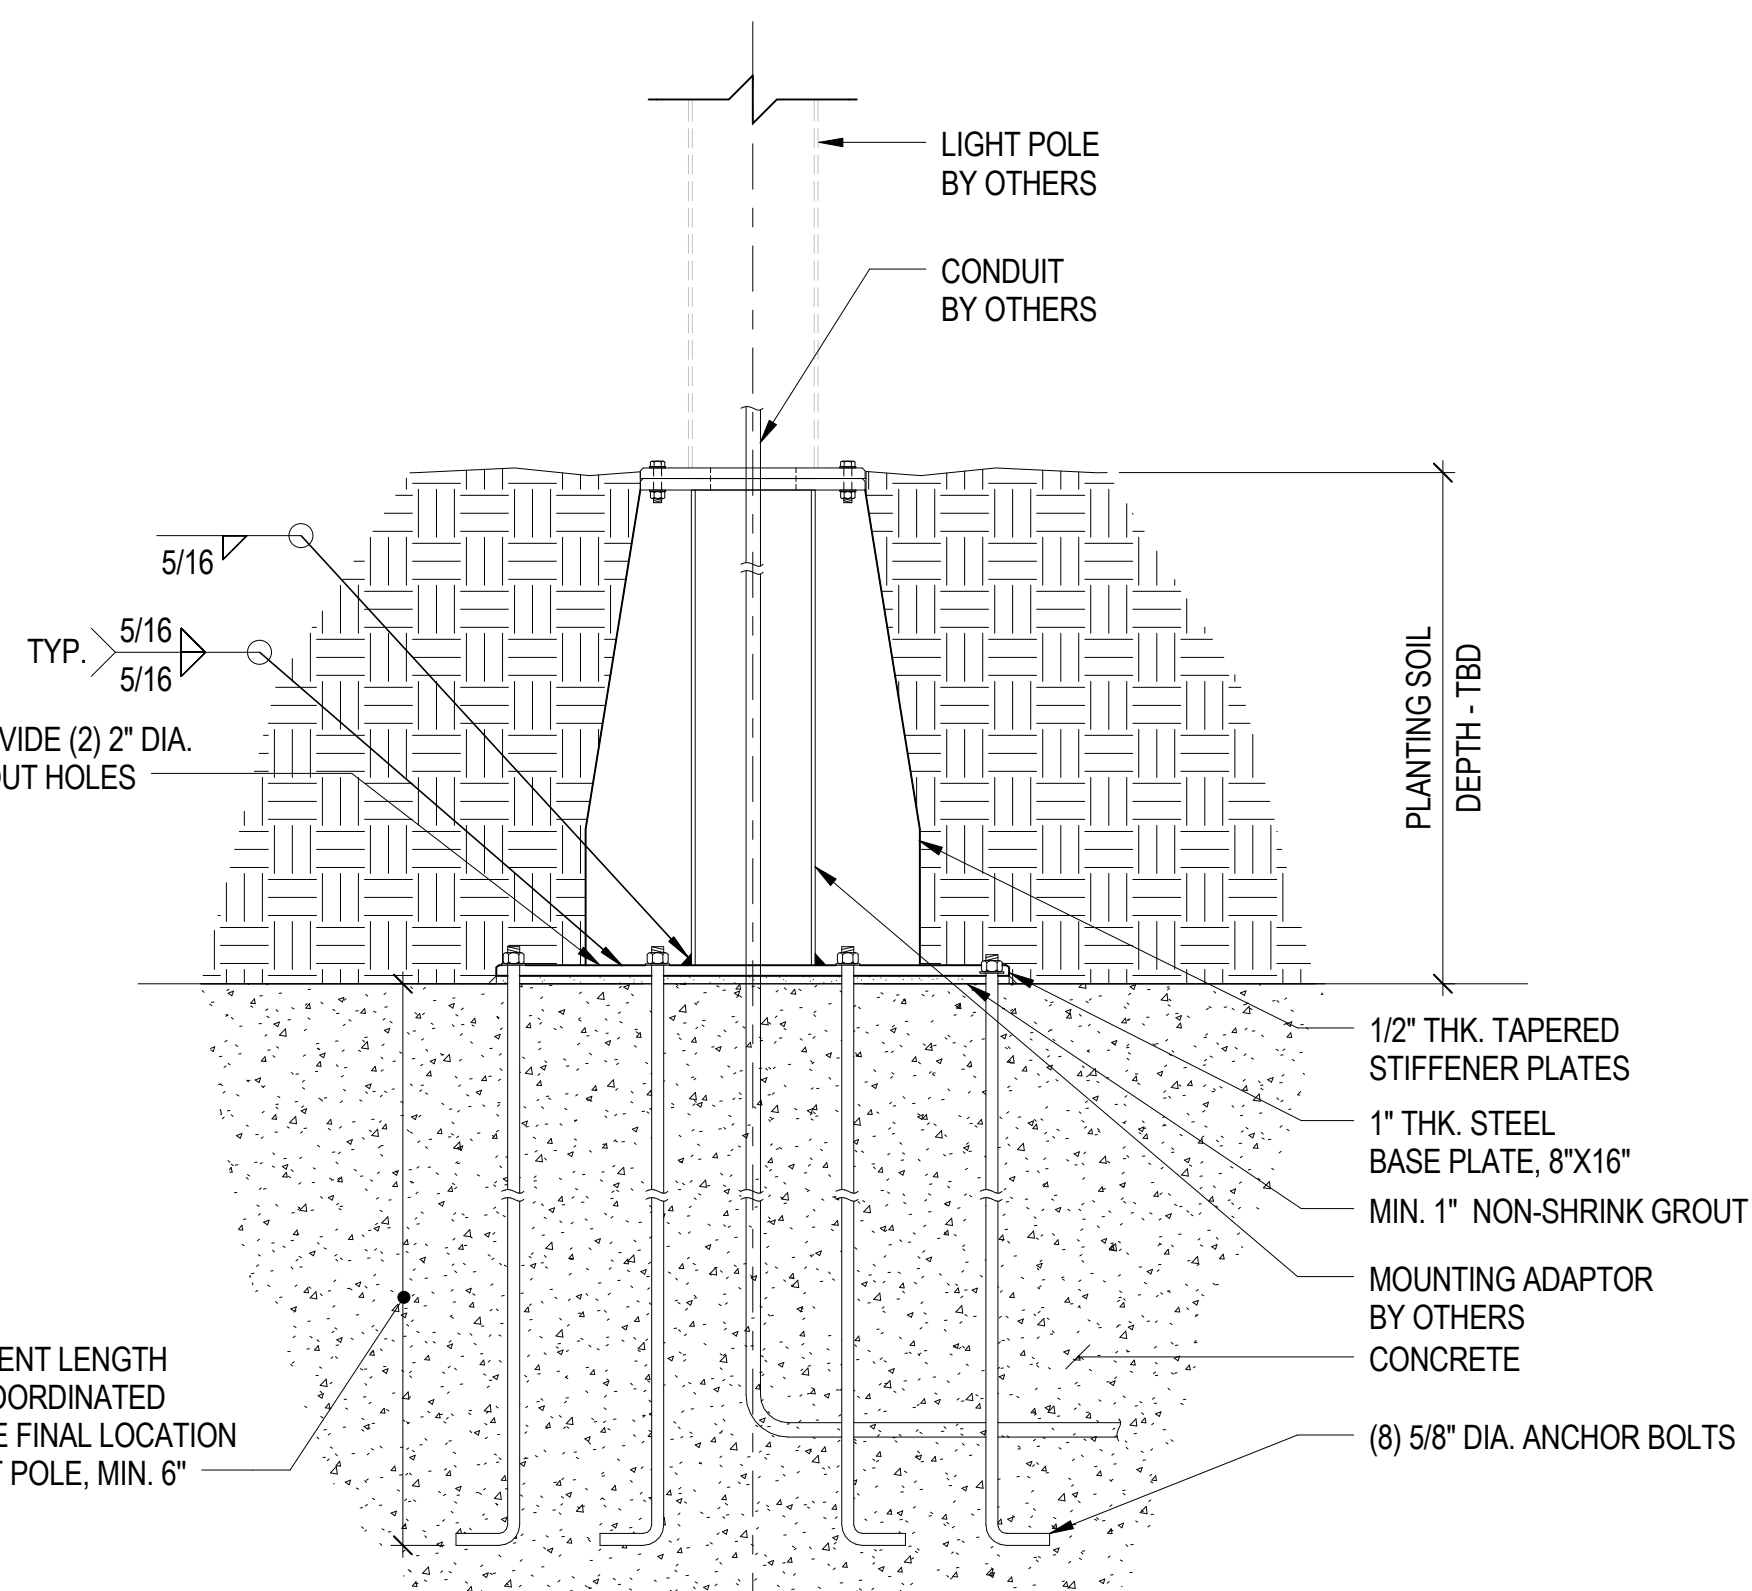 LIGHT POLE
BY OTHERS
CONDUIT
BY OTHERS
5/16
TYP.
5/16
5/16
VIDE (2) 2" DIA.
OUT HOLES
PLANTING SOIL
DEPTH - TBD
1/2" THK. TAPERED
STIFFENER PLATES
1" THK. STEEL
BASE PLATE, 8"X16"
MIN. 1" NON-SHRINK GROUT
MOUNTING ADAPTOR
BY OTHERS
CONCRETE
(8) 5/8" DIA. ANCHOR BOLTS
ENT LENGTH
OORDINATED
E FINAL LOCATION
T POLE, MIN. 6"